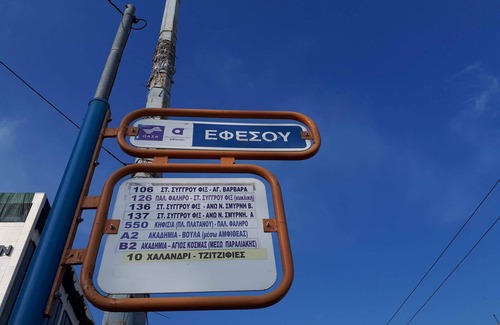 ΟΑΣΑ
ΕΦΕΣΟΥ
106 ΣΤ. ΣΥΓΓΡΟΥ ΦΙΞ - ΑΓ. ΒΑΡΒΑΡΑ
126 ΠΑΛ. ΦΑΛΗΡΟ - ΣΤ. ΣΥΓΓΡΟΥ ΦΙΞ (κυκλική)
136 ΣΤ. ΣΥΓΓΡΟΥ ΦΙΞ - ΑΝΩ Ν. ΣΜΥΡΝΗ Β.
137 ΣΤ. ΣΥΓΓΡΟΥ ΦΙΞ - ΑΝΩ Ν. ΣΜΥΡΝΗ. Α
550 ΚΗΦΙΣΙΑ (ΠΛ. ΠΛΑΤΑΝΟΥ) - ΠΑΛ. ΦΑΛΗΡΟ
Α2 ΑΚΑΔΗΜΙΑ - ΒΟΥΛΑ (μέσω ΑΜΦΙΘΕΑΣ)
Β2 ΑΚΑΔΗΜΙΑ - ΑΓΙΟΣ ΚΟΣΜΑΣ (ΜΕΣΩ ΠΑΡΑΛΙΑΚΗΣ)
10 ΧΑΛΑΝΔΡΙ - ΤΖΙΤΖΙΦΙΕΣ